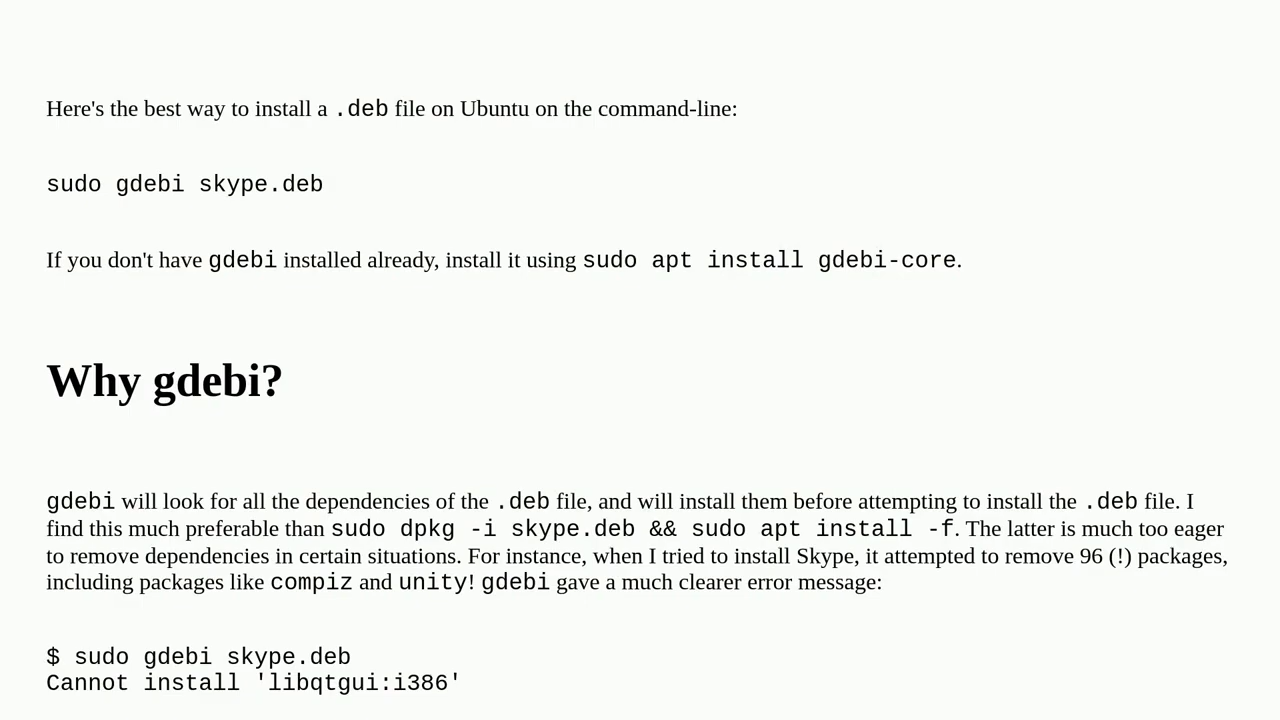 Here's the best way to install a .deb file on Ubuntu on the command-line:
sudo gdebi skype.deb
If you don't have gdebi installed already, install it using sudo apt install gdebi-core.
Why gdebi?
gdebi will look for all the dependencies of the .deb file, and will install them before attempting to install the .deb file. I
find this much preferable than sudo dpkg -i skype.deb && sudo apt install -f. The latter is much too eager
to remove dependencies in certain situations. For instance, when I tried to install Skype, it attempted to remove 96 (!) packages,
including packages like compiz and unity! gdebi gave a much clearer error message:
$ sudo gdebi skype.deb
Cannot install 'libqtgui:i386'